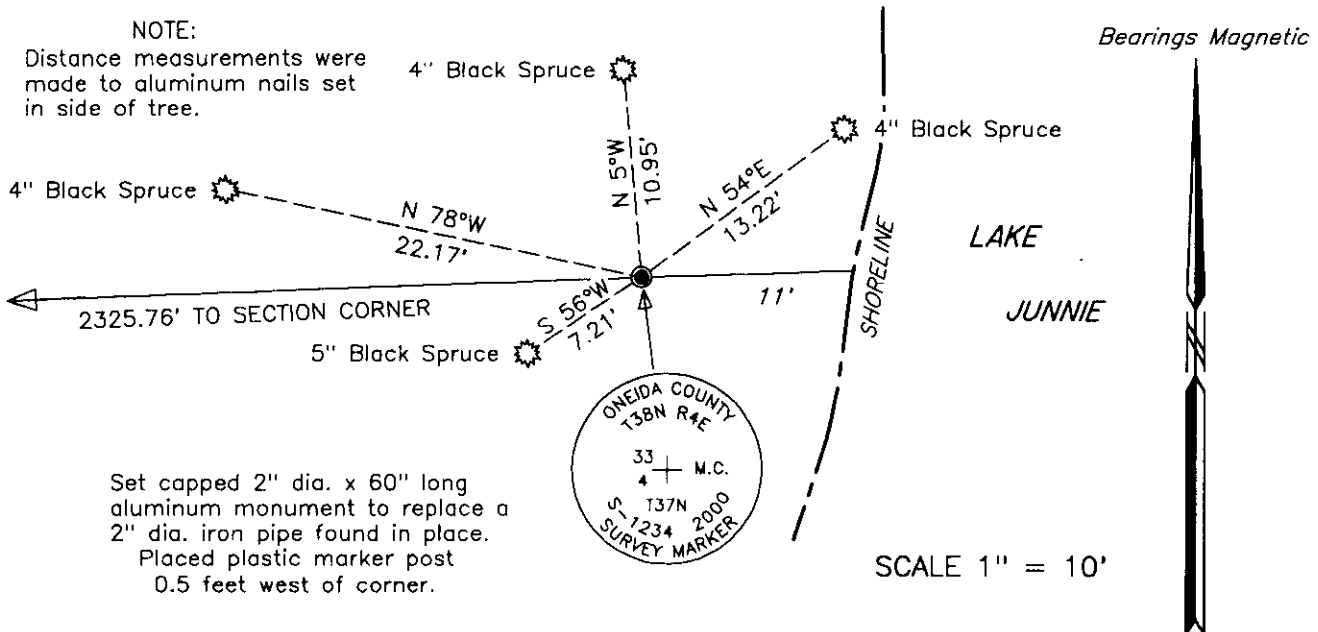 NOTE:
Distance measurements were
made to aluminum nails set
in side of tree.
Bearings Magnetic
4" Black Spruce
4" Black Spruce
4" Black Spruce
N 5°W
10.95'
N 54°E
13.22'
N 78°W
22.17'
LAKE
JUNNIE
SHORELINE
11'
2325.76' TO SECTION CORNER
S 56°W
7.21'
5" Black Spruce
ONEIDA COUNTY
T38N R4E
33
4
M.C.
T37N
S-1234 2000
SURVEY MARKER
Set capped 2" dia. x 60" long
aluminum monument to replace a
2" dia. iron pipe found in place.
Placed plastic marker post
0.5 feet west of corner.
SCALE 1" = 10'